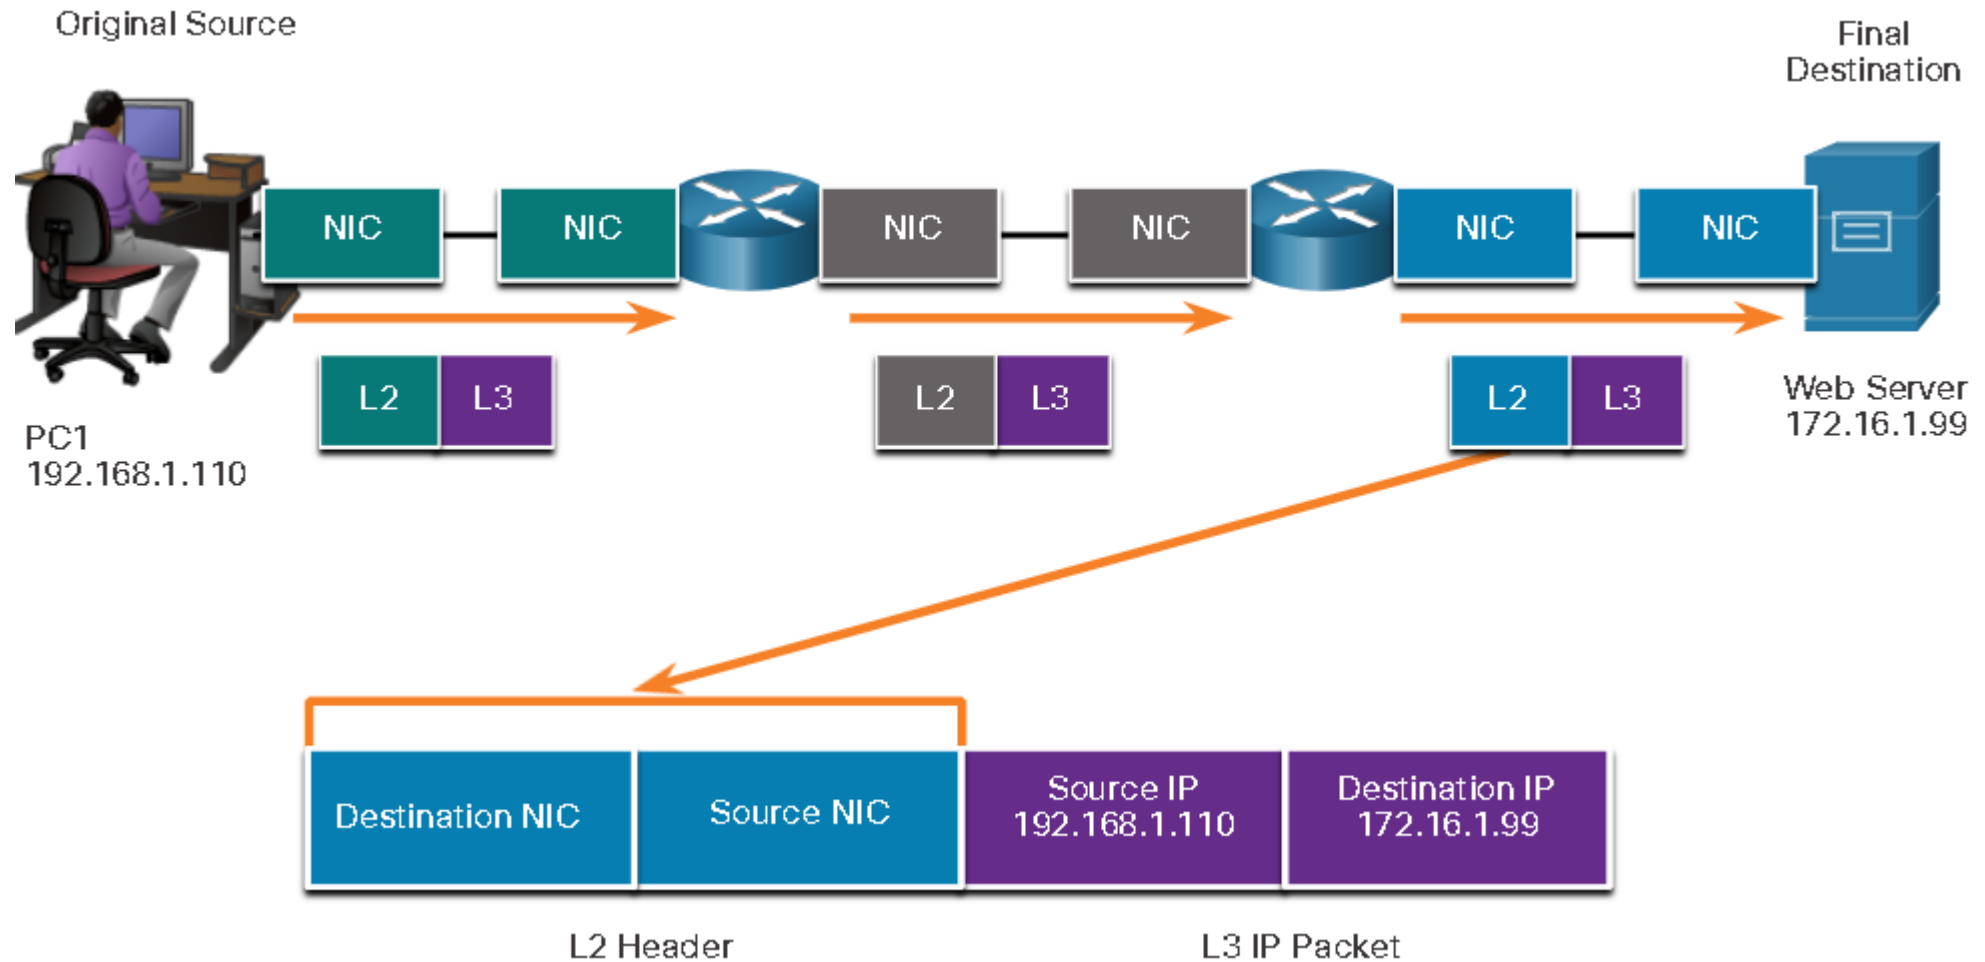 Original Source
Final
Destination
NIC
NIC
NIC
NIC
NIC
NIC
L2
L3
L2
L3
L2
L3
PC1
192.168.1.110
Web Server
172.16.1.99
Destination NIC
Source NIC
Source IP
192.168.1.110
Destination IP
172.16.1.99
L2 Header
L3 IP Packet